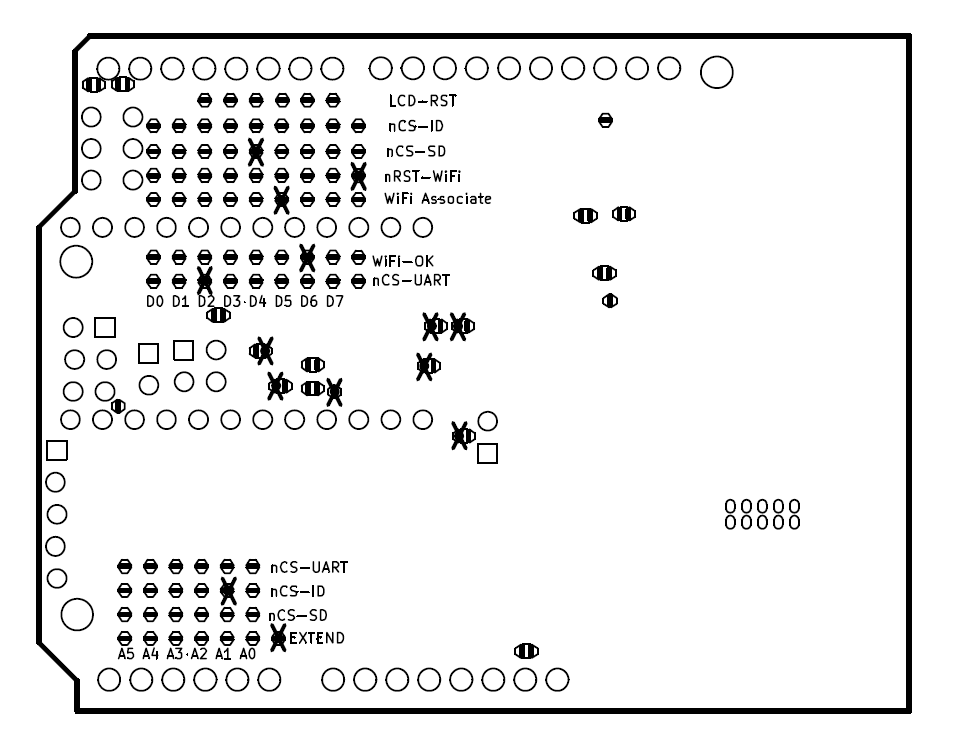 LCD-RST
nCS-ID
nCS-SD
nRST-WiFi
WiFi Associate
WiFi-OK
nCS-UART
D0 D1 D2 D3 D4 D5 D6 D7
nCS-UART
nCS-ID
nCS-SD
EXTEND
A5 A4 A3 A2 A1 A0